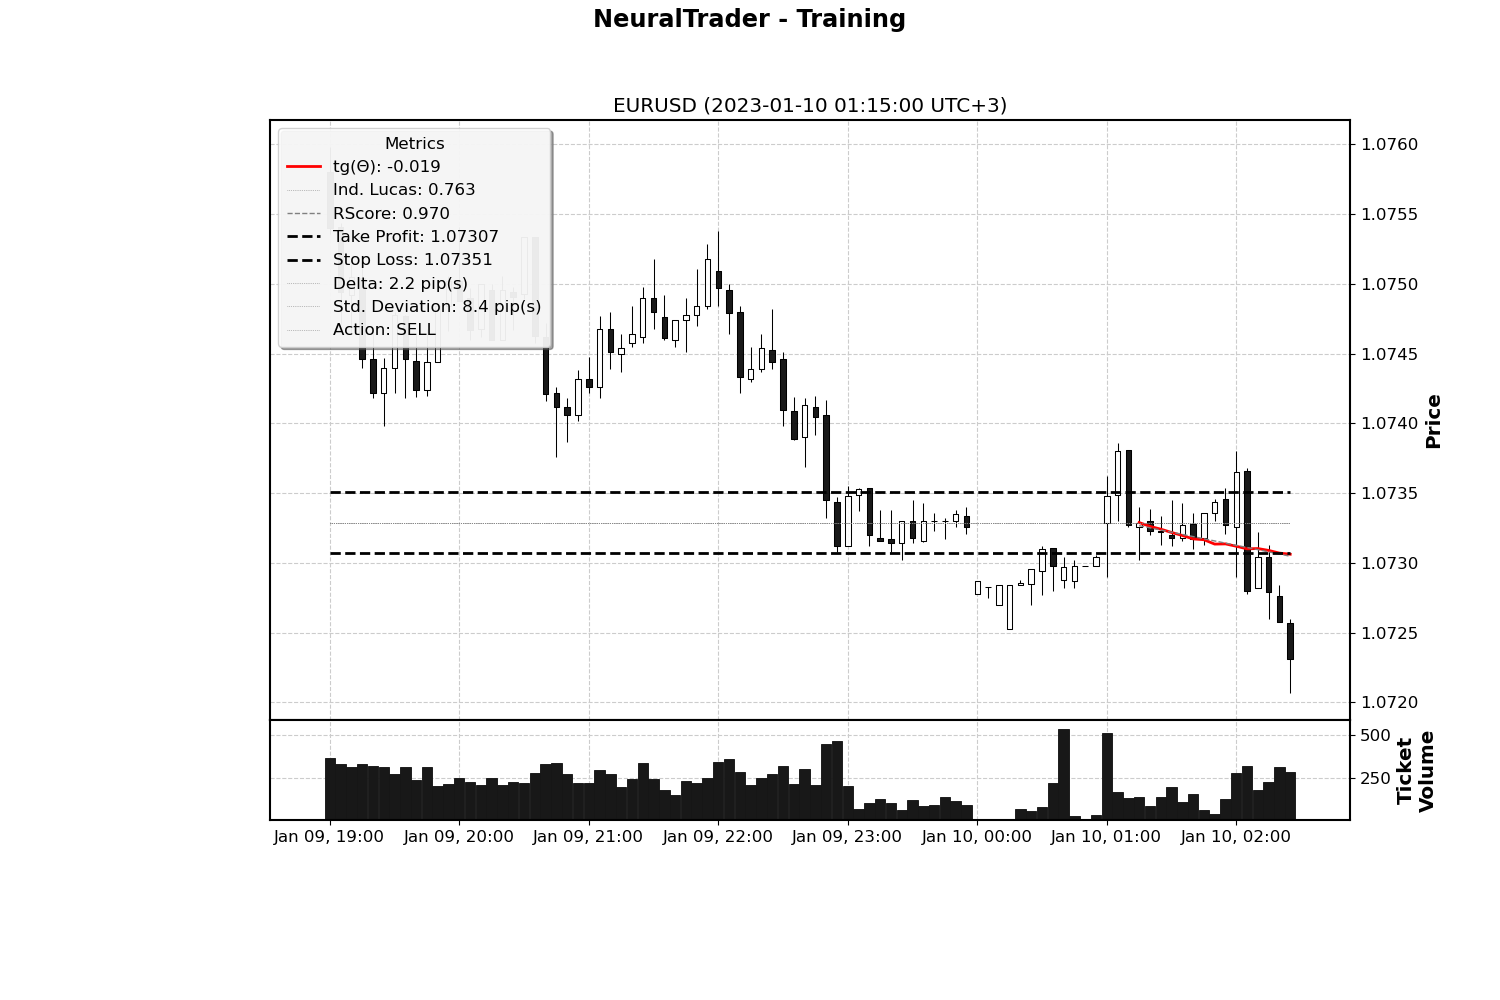 NeuralTrader - Training
EURUSD (2023-01-10 01:15:00 UTC+3)
Metrics
tg(Θ): -0.019
Ind. Lucas: 0.763
RScore: 0.970
Take Profit: 1.07307
Stop Loss: 1.07351
Delta: 2.2 pip(s)
Std. Deviation: 8.4 pip(s)
Action: SELL
1.0760
1.0755
1.0750
1.0745
1.0740
1.0735
1.0730
1.0725
1.0720
Price
500
250
Ticket
Volume
Jan 09, 19:00
Jan 09, 20:00
Jan 09, 21:00
Jan 09, 22:00
Jan 09, 23:00
Jan 10, 00:00
Jan 10, 01:00
Jan 10, 02:00